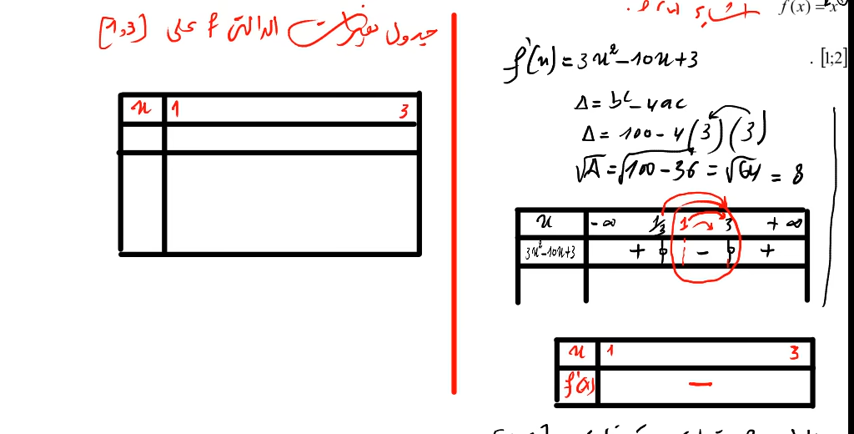 جدول تغيرات الدالة f على [1,3]
x 1 3
f(x) = x
. [1;2]
f'(x) = 3x² - 10x + 3
Δ = b² - 4ac
Δ = 100 - 4(3)(3)
√Δ = √100 - 36 = √64 = 8
x -∞ 1/3 1 3 +∞
3x²-10x+3 + 0 - 0 +
x 1 3
f'(x) -